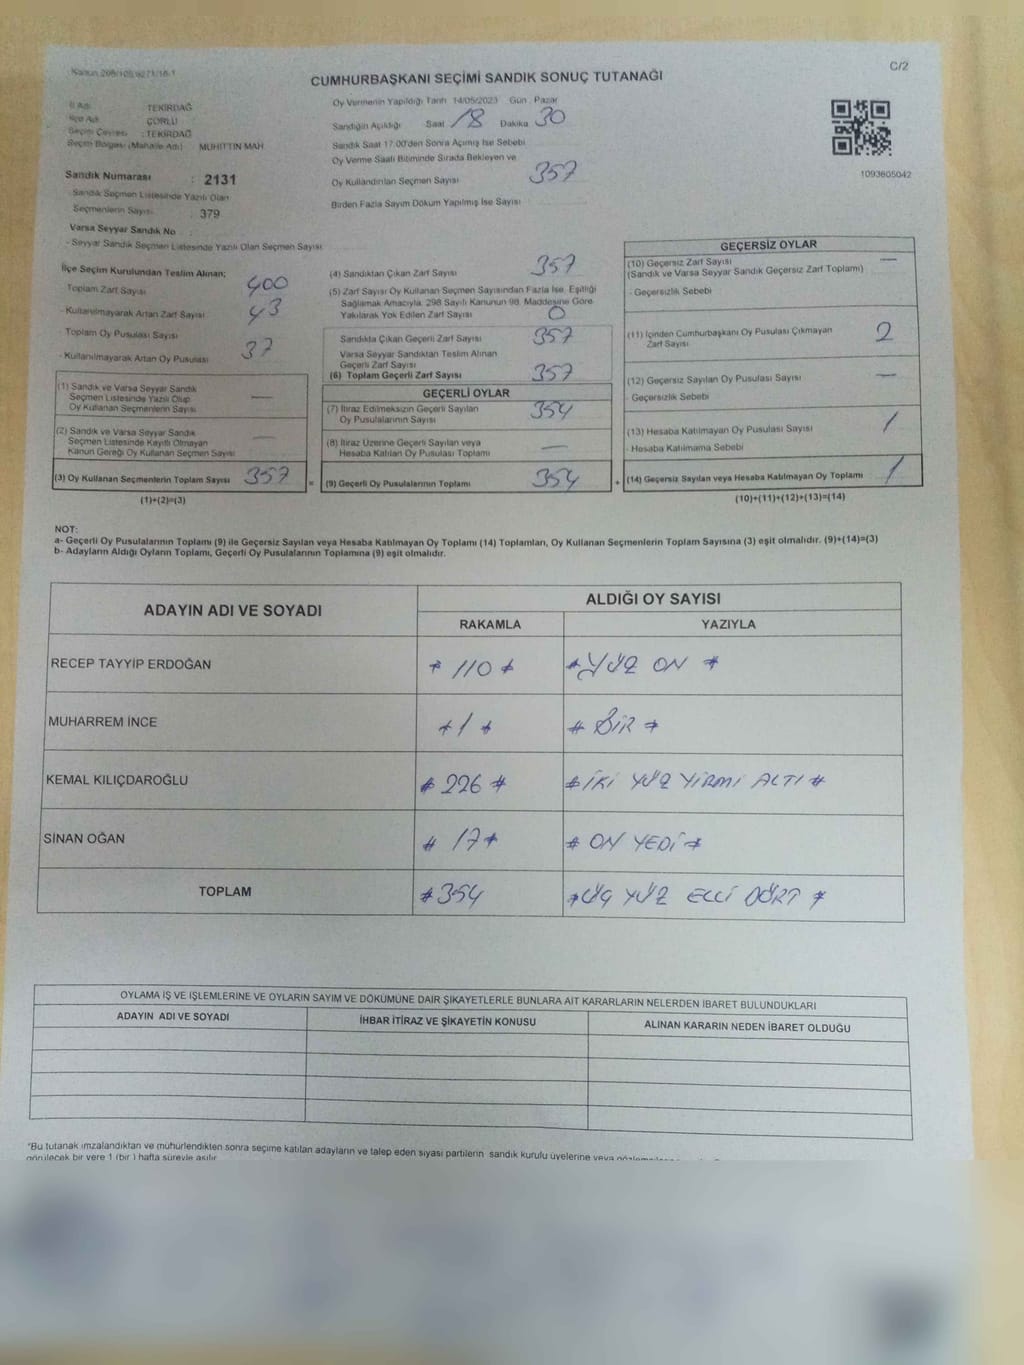 C/2
CUMHURBAŞKANI SEÇİMİ SANDIK SONUÇ TUTANAĞI
İl Adı : TEKİRDAĞ
İlçe Adı : ÇORLU
Seçim Çevresi : TEKİRDAĞ
Seçim Bölgesi (Mahalle Adı) MUHİTTİN MAH
Sandık Numarası : 2131
- Sandık Seçmen Listesinde Yazılı Olan
Seçmenlerin Sayısı : 379
Varsa Seyyar Sandık No
- Seyyar Sandık Seçmen Listesinde Yazılı Olan Seçmen Sayısı
Oy Vermenin Yapıldığı Tarih 14/05/2023 Gün : Pazar
Sandığın Açıldığı Saat 18 Dakika 30
Sandık Saat 17.00'den Sonra Açılmış İse Sebebi
Oy Verme Saati Bitiminde Sırada Bekleyen ve
Oy Kullandırılan Seçmen Sayısı 357
Birden Fazla Sayım Döküm Yapılmış İse Sayısı
1093605042
İlçe Seçim Kurulundan Teslim Alınan;
Toplam Zarf Sayısı 400
- Kullanılmayarak Artan Zarf Sayısı 43
- Toplam Oy Pusulası Sayısı
- Kullanılmayarak Artan Oy Pusulası 37
(1) Sandık ve Varsa Seyyar Sandık
Seçmen Listesinde Yazılı Olup
Oy Kullanan Seçmenlerin Sayısı —
(2) Sandık ve Varsa Seyyar Sandık
Seçmen Listesinde Kayıtlı Olmayan
Kanun Gereği Oy Kullanan Seçmen Sayısı —
(3) Oy Kullanan Seçmenlerin Toplam Sayısı 357
(1)+(2)=(3)
(4) Sandıktan Çıkan Zarf Sayısı 357
(5) Zarf Sayısı Oy Kullanan Seçmen Sayısından Fazla İse, Eşitliği
Sağlamak Amacıyla, 298 Sayılı Kanunun 98. Maddesine Göre
Yakılarak Yok Edilen Zarf Sayısı 0
Sandıkta Çıkan Geçerli Zarf Sayısı 357
Varsa Seyyar Sandıktan Teslim Alınan
Geçerli Zarf Sayısı
(6) Toplam Geçerli Zarf Sayısı 357
GEÇERLİ OYLAR
(7) İtiraz Edilmeksizin Geçerli Sayılan
Oy Pusulalarının Sayısı 354
(8) İtiraz Üzerine Geçerli Sayılan veya
Hesaba Katılan Oy Pusulası Toplamı —
= (9) Geçerli Oy Pusulalarının Toplamı 354 +
GEÇERSİZ OYLAR
(10) Geçersiz Zarf Sayısı —
(Sandık ve Varsa Seyyar Sandık Geçersiz Zarf Toplamı)
- Geçersizlik Sebebi
(11) İçinden Cumhurbaşkanı Oy Pusulası Çıkmayan
Zarf Sayısı 2
(12) Geçersiz Sayılan Oy Pusulası Sayısı —
- Geçersizlik Sebebi
(13) Hesaba Katılmayan Oy Pusulası Sayısı 1
- Hesaba Katılmama Sebebi
(14) Geçersiz Sayılan veya Hesaba Katılmayan Oy Toplamı 1
(10)+(11)+(12)+(13)=(14)
NOT:
a- Geçerli Oy Pusulalarının Toplamı (9) ile Geçersiz Sayılan veya Hesaba Katılmayan Oy Toplamı (14) Toplamları, Oy Kullanan Seçmenlerin Toplam Sayısına (3) eşit olmalıdır. (9)+(14)=(3)
b- Adayların Aldığı Oyların Toplamı, Geçerli Oy Pusulalarının Toplamına (9) eşit olmalıdır.
ADAYIN ADI VE SOYADI ALDIĞI OY SAYISI
RAKAMLA YAZIYLA
RECEP TAYYİP ERDOĞAN # 110 # # YÜZ ON #
MUHARREM İNCE # 1 # # BİR #
KEMAL KILIÇDAROĞLU # 226 # # İKİ YÜZ YİRMİ ALTI #
SİNAN OĞAN # 17 # # ON YEDİ #
TOPLAM # 354 # ÜÇ YÜZ ELLİ DÖRT #
OYLAMA İŞ VE İŞLEMLERİNE VE OYLARIN SAYIM VE DÖKÜMÜNE DAİR ŞİKAYETLERLE BUNLARA AİT KARARLARIN NELERDEN İBARET BULUNDUKLARI
ADAYIN ADI VE SOYADI İHBAR İTİRAZ VE ŞİKAYETİN KONUSU ALINAN KARARIN NEDEN İBARET OLDUĞU
*Bu tutanak imzalandıktan ve mühürlendikten sonra seçime katılan adayların ve talep eden siyasi partilerin sandık kurulu üyelerine veya
görülecek bir yere 1 (bir) hafta süreyle asılır